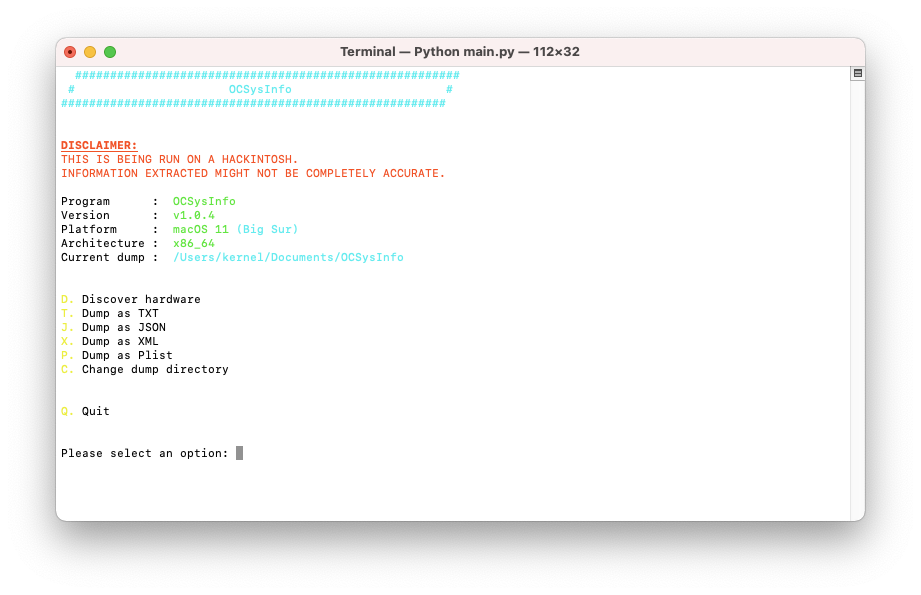 Terminal — Python main.py — 112×32
#######################################################
# OCSysInfo #
#######################################################
DISCLAIMER:
THIS IS BEING RUN ON A HACKINTOSH.
INFORMATION EXTRACTED MIGHT NOT BE COMPLETELY ACCURATE.
Program : OCSysInfo
Version : v1.0.4
Platform : macOS 11 (Big Sur)
Architecture : x86_64
Current dump : /Users/kernel/Documents/OCSysInfo
D. Discover hardware
T. Dump as TXT
J. Dump as JSON
X. Dump as XML
P. Dump as Plist
C. Change dump directory
Q. Quit
Please select an option: